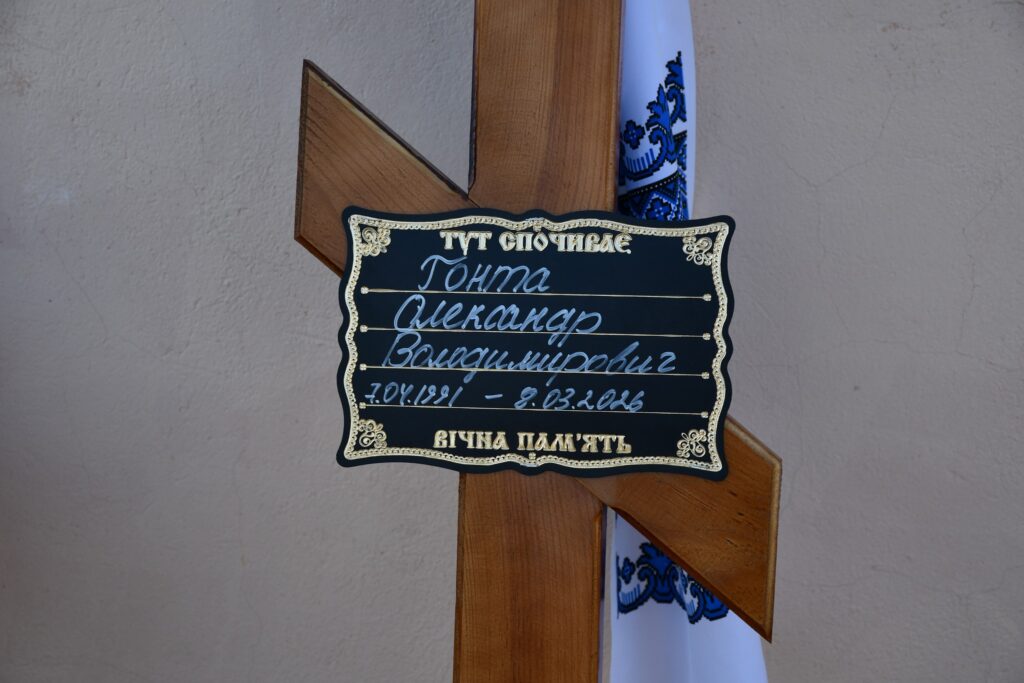 ТУТ СПОЧИВАЄ
Гонта
Олександр
Володимирович
7.04.1991 – 8.03.2026
ВІЧНА ПАМ'ЯТЬ